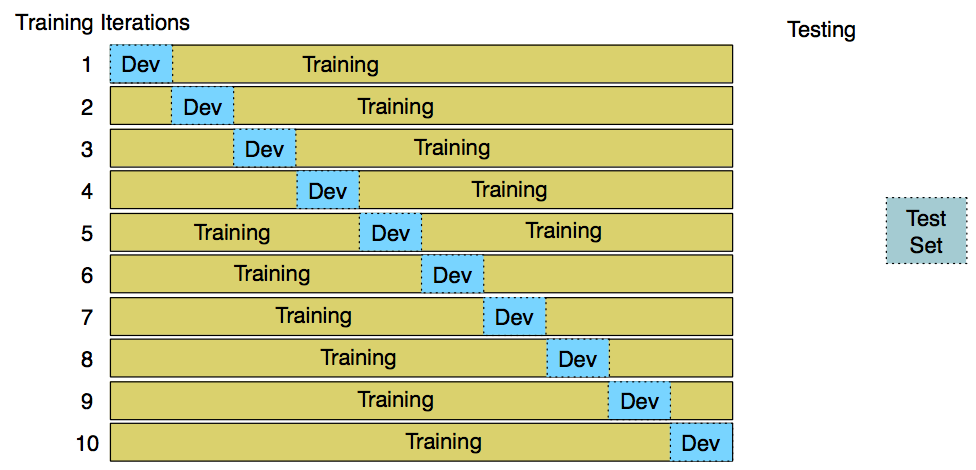 Training Iterations
Testing
1 Dev Training
2 Dev Training
3 Dev Training
4 Dev Training
5 Training Dev Training
6 Training Dev
7 Training Dev
8 Training Dev
9 Training Dev
10 Training Dev
Test
Set